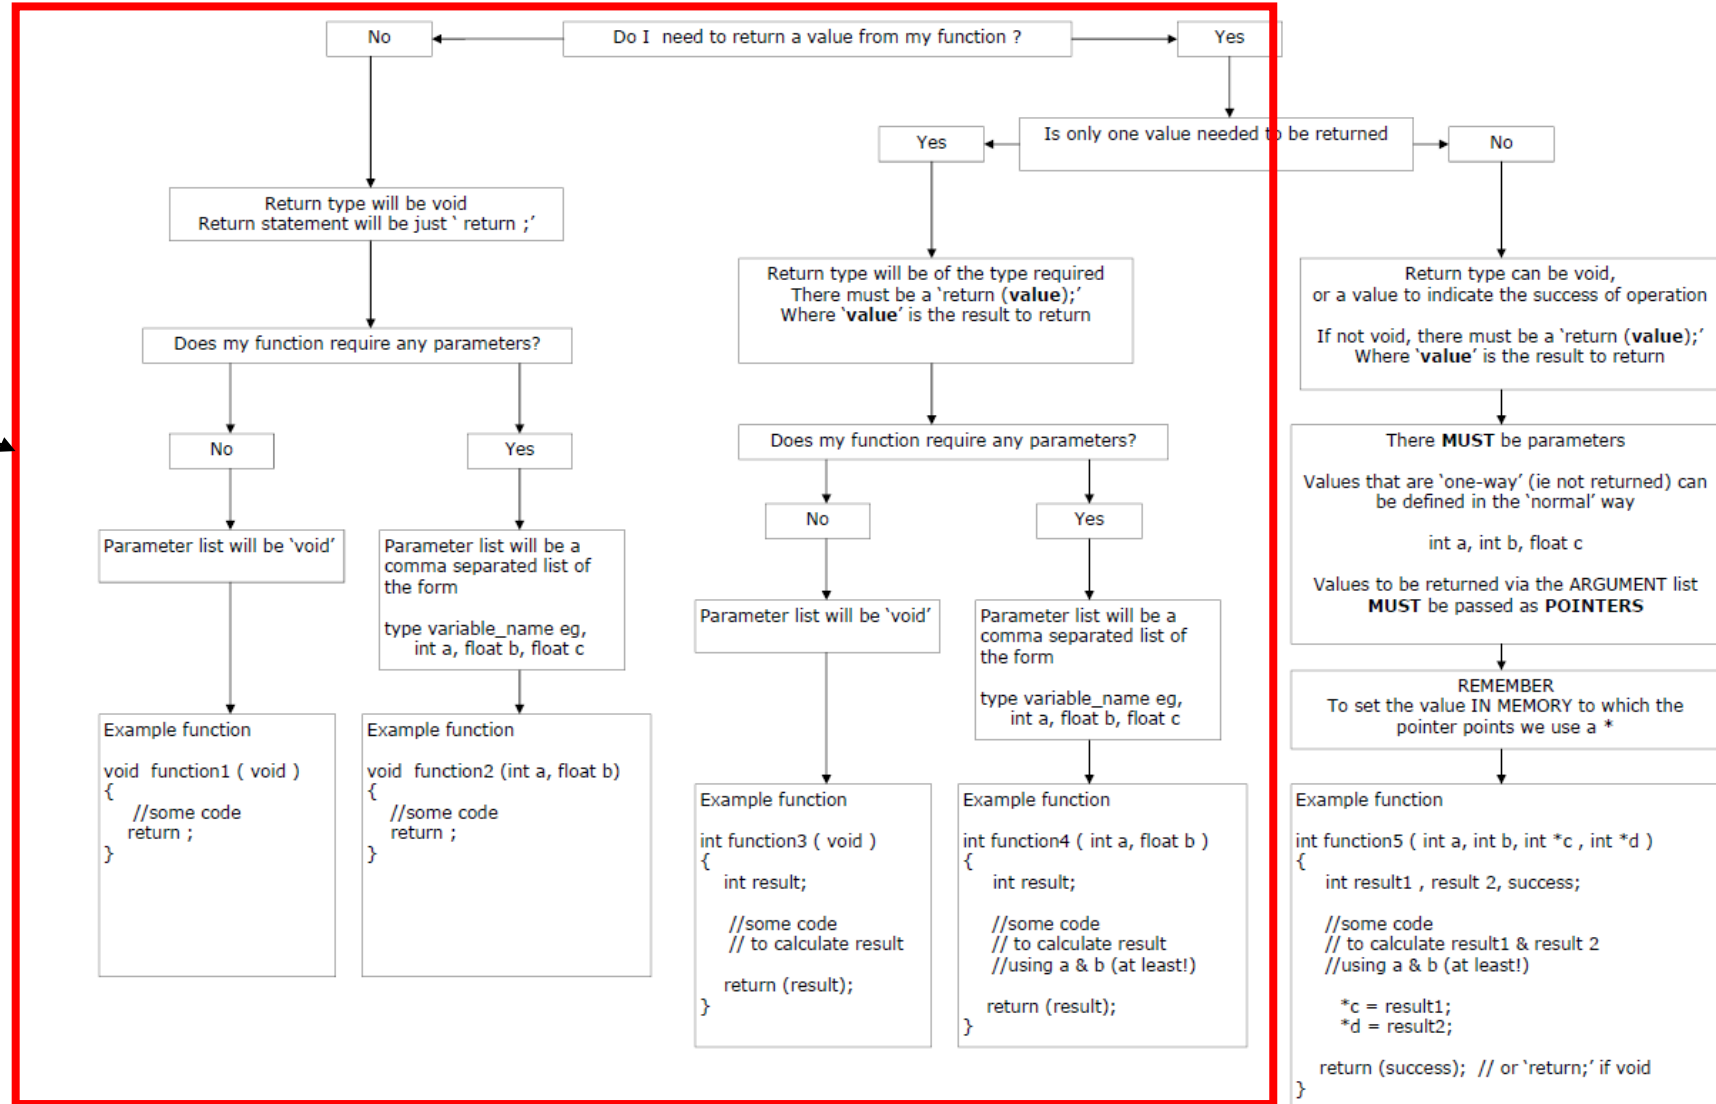 No
Do I  need to return a value from my function ?
Yes
Is only one value needed to be returned
Yes
No
Return type will be void
Return statement will be just ‘ return ;’
Return type will be of the type required
There must be a ‘return (value);’
Where ‘value’ is the result to return
Return type can be void,
or a value to indicate the success of operation
If not void, there must be a ‘return (value);’
Where ‘value’ is the result to return
Does my function require any parameters?
No
Yes
Does my function require any parameters?
No
Yes
There MUST be parameters
Values that are ‘one-way’ (ie not returned) can
be defined in the ‘normal’ way
int a, int b, float c
Values to be returned via the ARGUMENT list
MUST be passed as POINTERS
Parameter list will be ‘void’
Parameter list will be a
comma separated list of
the form
type variable_name eg,
int a, float b, float c
Parameter list will be ‘void’
Parameter list will be a
comma separated list of
the form
type variable_name eg,
int a, float b, float c
REMEMBER
To set the value IN MEMORY to which the
pointer points we use a *
Example function
void  function1 ( void )
{
//some code
return ;
}
Example function
void  function2 (int a, float b)
{
//some code
return ;
}
Example function
int function3 ( void )
{
int result;
//some code
// to calculate result
return (result);
}
Example function
int function4 ( int a, float b )
{
int result;
//some code
// to calculate result
//using a & b (at least!)
return (result);
}
Example function
int function5 ( int a, int b, int *c , int *d )
{
int result1 , result 2, success;
//some code
// to calculate result1 & result 2
//using a & b (at least!)
*c = result1;
*d = result2;
return (success);  // or ‘return;’ if void
}